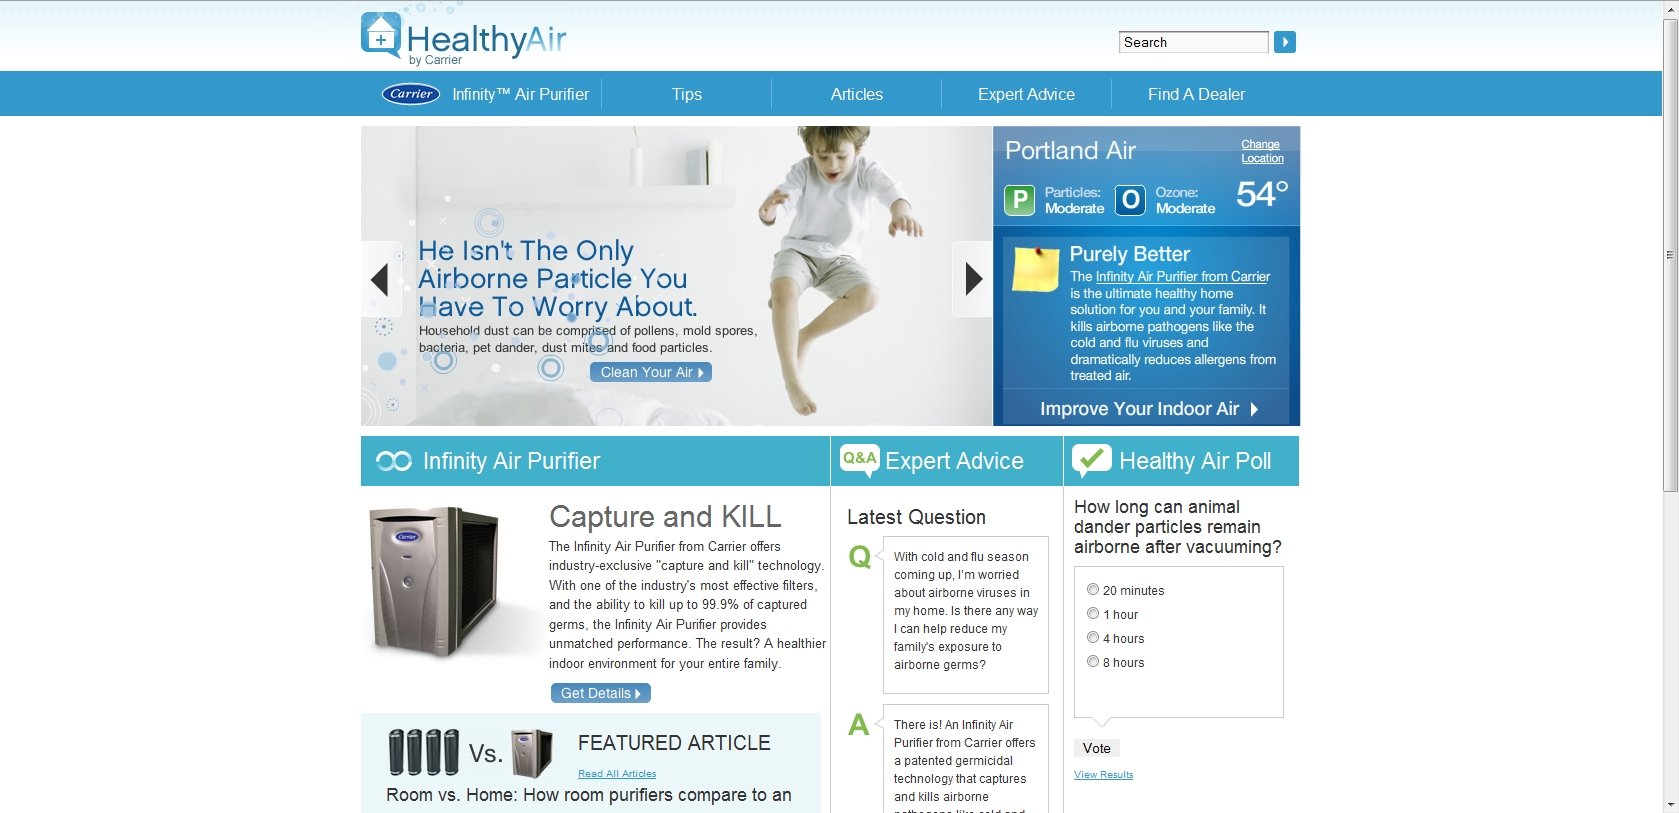 HealthyAir
by Carrier
Search
Carrier
Infinity™ Air Purifier
Tips
Articles
Expert Advice
Find A Dealer
He Isn't The Only
Airborne Particle You
Have To Worry About.
Household dust can be comprised of pollens, mold spores,
bacteria, pet dander, dust mites and food particles.
Clean Your Air
Portland Air
Change
Location
P
Particles:
Moderate
O
Ozone:
Moderate
54°
Purely Better
The Infinity Air Purifier from Carrier
is the ultimate healthy home
solution for you and your family. It
kills airborne pathogens like the
cold and flu viruses and
dramatically reduces allergens from
treated air.
Improve Your Indoor Air
Infinity Air Purifier
Carrier
Capture and KILL
The Infinity Air Purifier from Carrier offers
industry-exclusive "capture and kill" technology.
With one of the industry's most effective filters,
and the ability to kill up to 99.9% of captured
germs, the Infinity Air Purifier provides
unmatched performance. The result? A healthier
indoor environment for your entire family.
Get Details
Vs.
FEATURED ARTICLE
Read All Articles
Room vs. Home: How room purifiers compare to an
Q&A
Expert Advice
Latest Question
Q
With cold and flu season
coming up, I'm worried
about airborne viruses in
my home. Is there any way
I can help reduce my
family's exposure to
airborne germs?
A
There is! An Infinity Air
Purifier from Carrier offers
a patented germicidal
technology that captures
and kills airborne
pathogens like cold and
Healthy Air Poll
How long can animal
dander particles remain
airborne after vacuuming?
20 minutes
1 hour
4 hours
8 hours
Vote
View Results